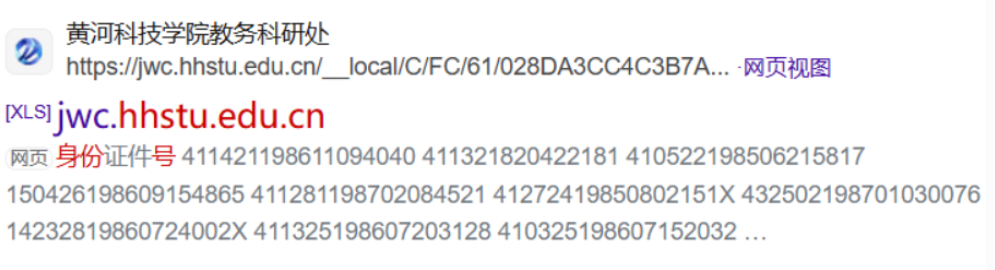 黄河科技学院教务科研处
https://jwc.hhstu.edu.cn/__local/C/FC/61/028DA3CC4C3B7A... ·网页视图
[XLS] jwc.hhstu.edu.cn
网页 身份证件号 411421198611094040 411321820422181 410522198506215817
150426198609154865 411281198702084521 41272419850802151X 432502198701030076
14232819860724002X 411325198607203128 410325198607152032 …